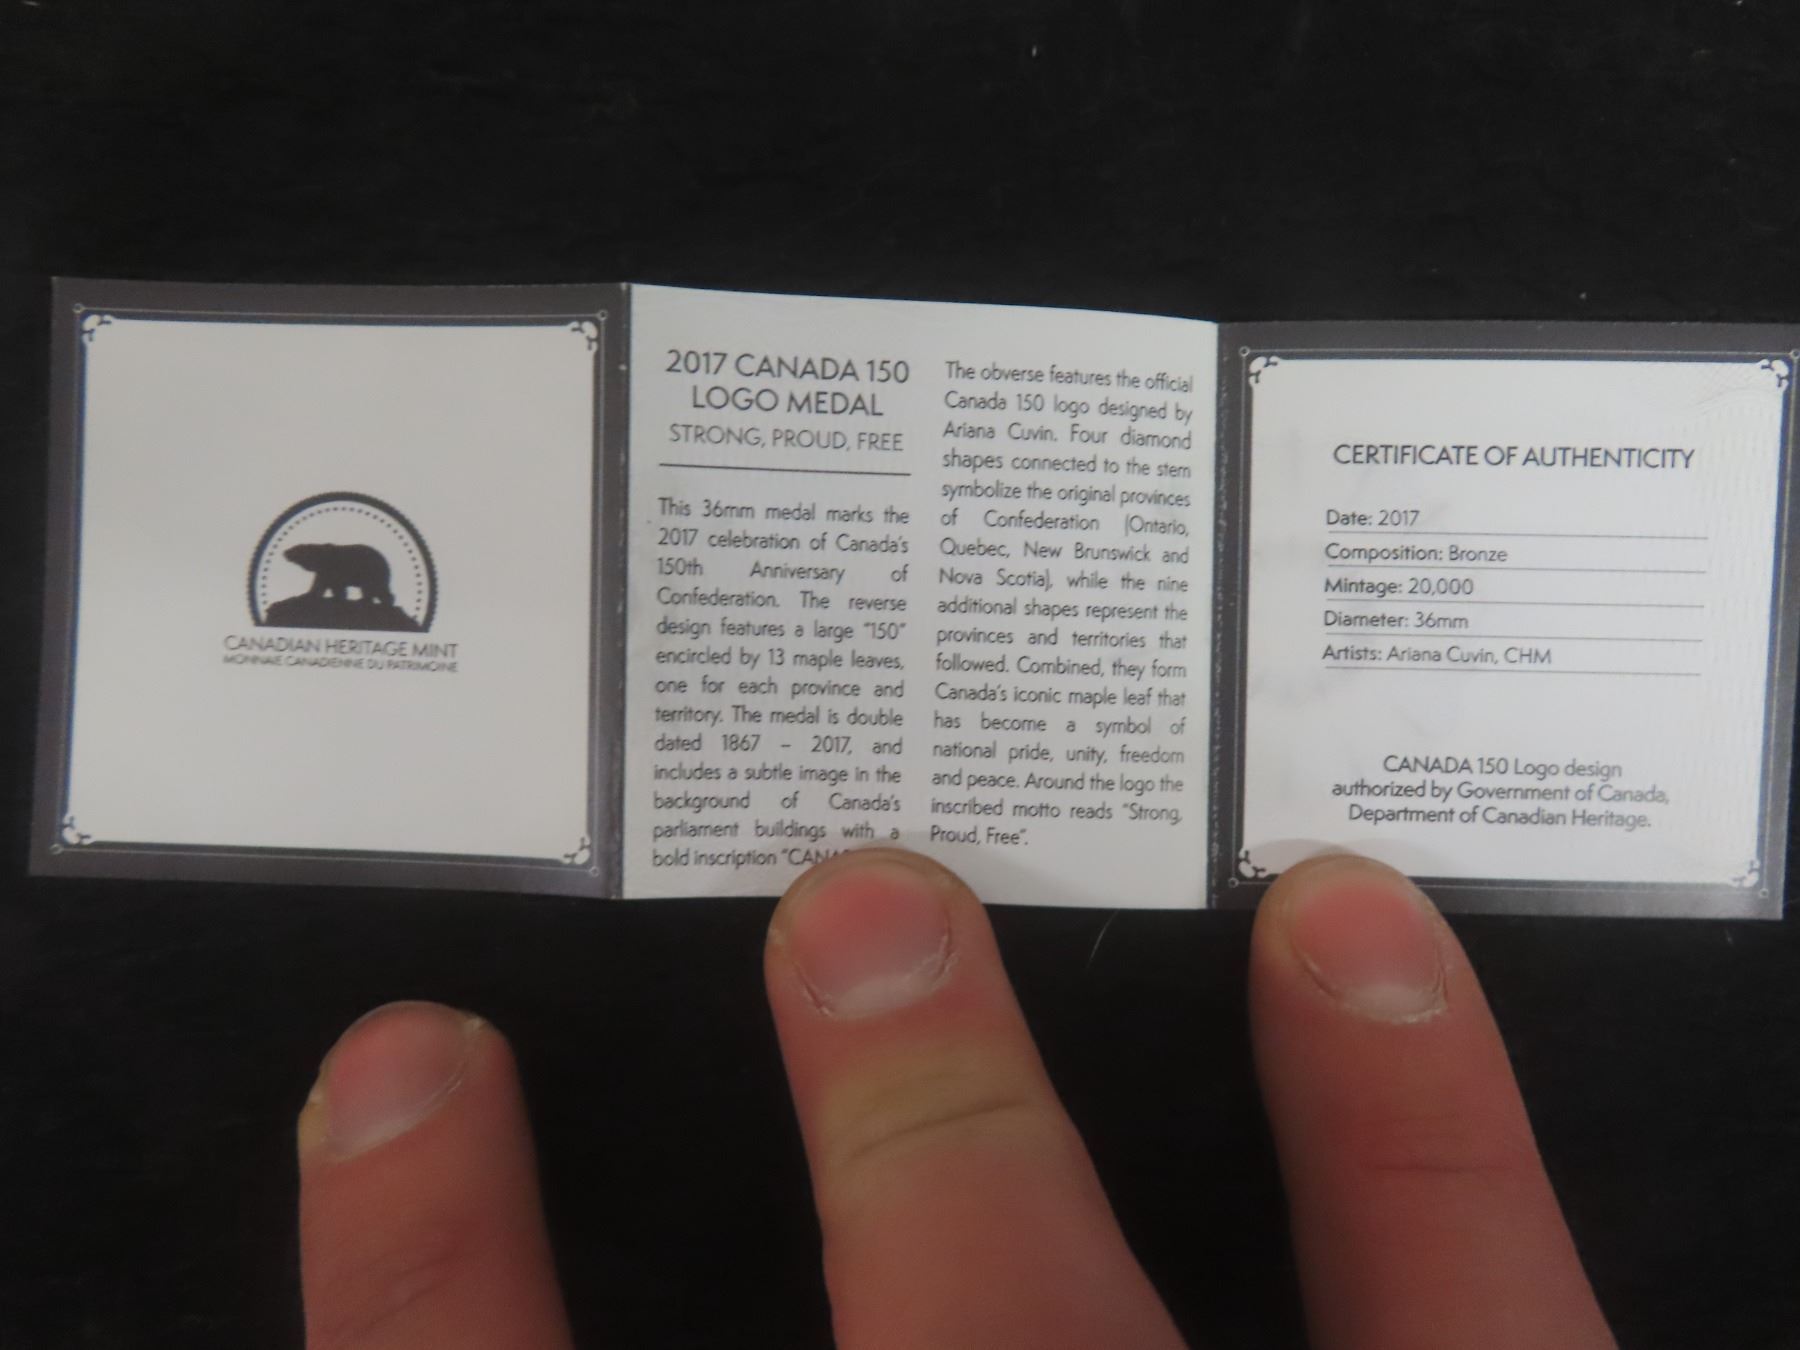 CANADIAN HERITAGE MINT
MONNAIE CANADIENNE DU PATRIMOINE
2017 CANADA 150
LOGO MEDAL
STRONG, PROUD, FREE
This 36mm medal marks the
2017 celebration of Canada's
150th Anniversary of
Confederation. The reverse
design features a large "150"
encircled by 13 maple leaves,
one for each province and
territory. The medal is double
dated 1867 – 2017, and
includes a subtle image in the
background of Canada's
parliament buildings with a
bold inscription
The obverse features the official
Canada 150 logo designed by
Ariana Cuvin. Four diamond
shapes connected to the stem
symbolize the original provinces
of Confederation (Ontario,
Quebec, New Brunswick and
Nova Scotia), while the nine
additional shapes represent the
provinces and territories that
followed. Combined, they form
Canada's iconic maple leaf that
has become a symbol of
national pride, unity, freedom
and peace. Around the logo the
inscribed motto reads "Strong,
Proud, Free".
CERTIFICATE OF AUTHENTICITY
Date: 2017
Composition: Bronze
Mintage: 20,000
Diameter: 36mm
Artists: Ariana Cuvin, CHM
CANADA 150 Logo design
authorized by Government of Canada,
Department of Canadian Heritage.